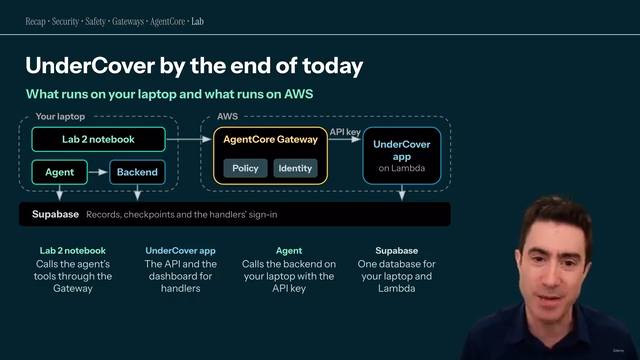 Recap • Security • Safety • Gateways • AgentCore • Lab
UnderCover by the end of today
What runs on your laptop and what runs on AWS
Your laptop
AWS
Lab 2 notebook
AgentCore Gateway
API key
UnderCover
app
on Lambda
Agent
Backend
Policy
Identity
Supabase Records, checkpoints and the handlers' sign-in
Lab 2 notebook
Calls the agent's
tools through the
Gateway
UnderCover app
The API and the
dashboard for
handlers
Agent
Calls the backend on
your laptop with the
API key
Supabase
One database for
your laptop and
Lambda